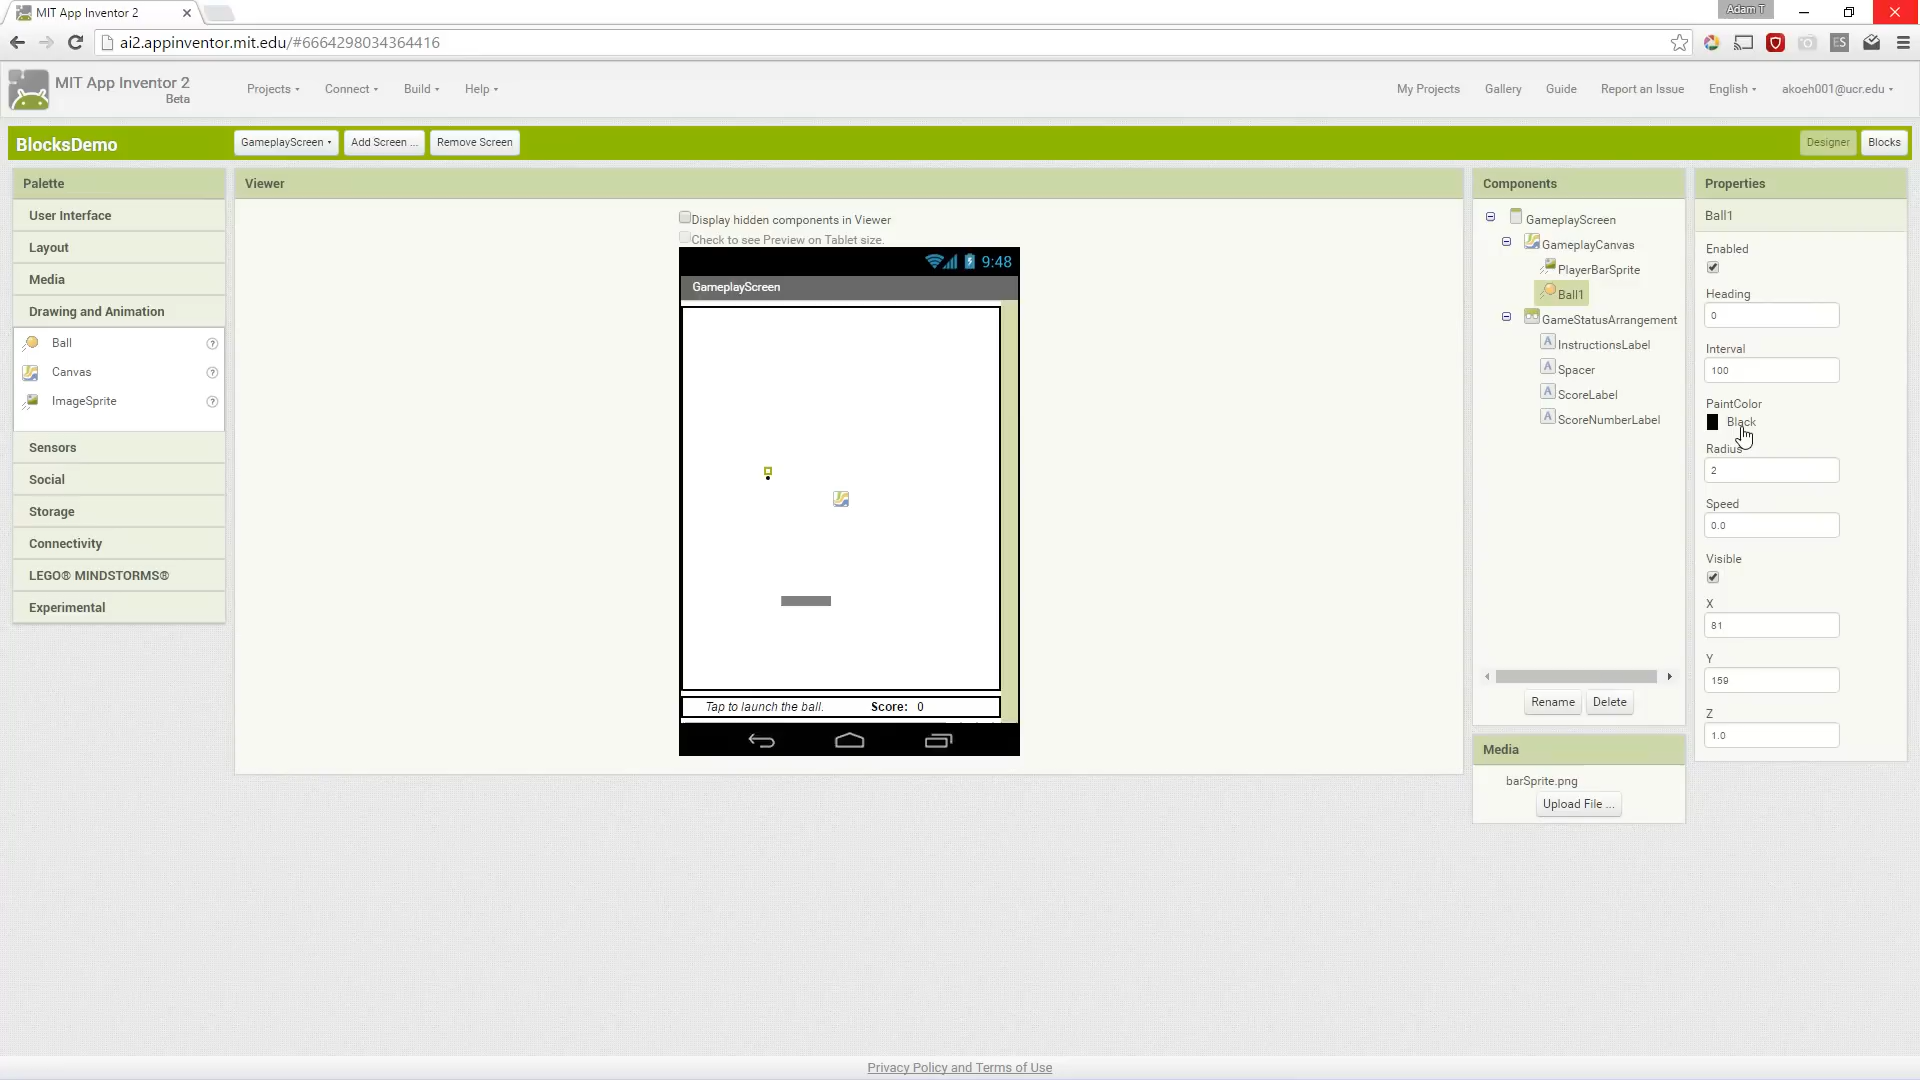 MIT App Inventor 2
Adam T
ai2.appinventor.mit.edu/#6664298034364416
ES
MIT App Inventor 2
Beta
Projects
Connect
Build
Help
My Projects
Gallery
Guide
Report an Issue
English
akoeh001@ucr.edu
BlocksDemo
GameplayScreen
Add Screen ...
Remove Screen
Designer
Blocks
Palette
User Interface
Layout
Media
Drawing and Animation
Ball
Canvas
ImageSprite
Sensors
Social
Storage
Connectivity
LEGO® MINDSTORMS®
Experimental
Viewer
Display hidden components in Viewer
Check to see Preview on Tablet size.
9:48
GameplayScreen
Tap to launch the ball. Score: 0
Components
GameplayScreen
GameplayCanvas
PlayerBarSprite
Ball1
GameStatusArrangement
InstructionsLabel
Spacer
ScoreLabel
ScoreNumberLabel
Rename
Delete
Media
barSprite.png
Upload File ...
Properties
Ball1
Enabled
Heading
0
Interval
100
PaintColor
Black
Radius
2
Speed
0.0
Visible
X
81
Y
159
Z
1.0
Privacy Policy and Terms of Use